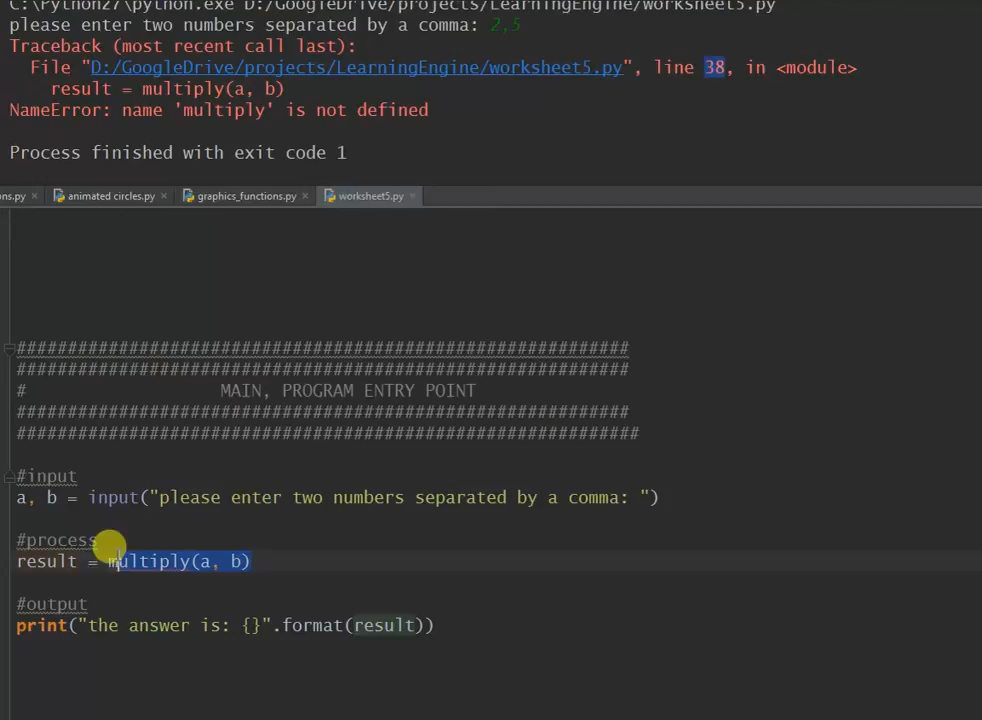 C:\Python27\python.exe D:/GoogleDrive/projects/LearningEngine/worksheet5.py
please enter two numbers separated by a comma: 2,5
Traceback (most recent call last):
File "D:/GoogleDrive/projects/LearningEngine/worksheet5.py", line 38, in <module>
result = multiply(a, b)
NameError: name 'multiply' is not defined
Process finished with exit code 1
ns.py animated circles.py graphics_functions.py worksheet5.py
############################################################
############################################################
# MAIN, PROGRAM ENTRY POINT
############################################################
#############################################################
#input
a, b = input("please enter two numbers separated by a comma: ")
#process
result = multiply(a, b)
#output
print("the answer is: {}".format(result))